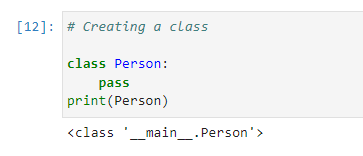 [12]: # Creating a class
class Person:
    pass
print(Person)
<class '__main__.Person'>